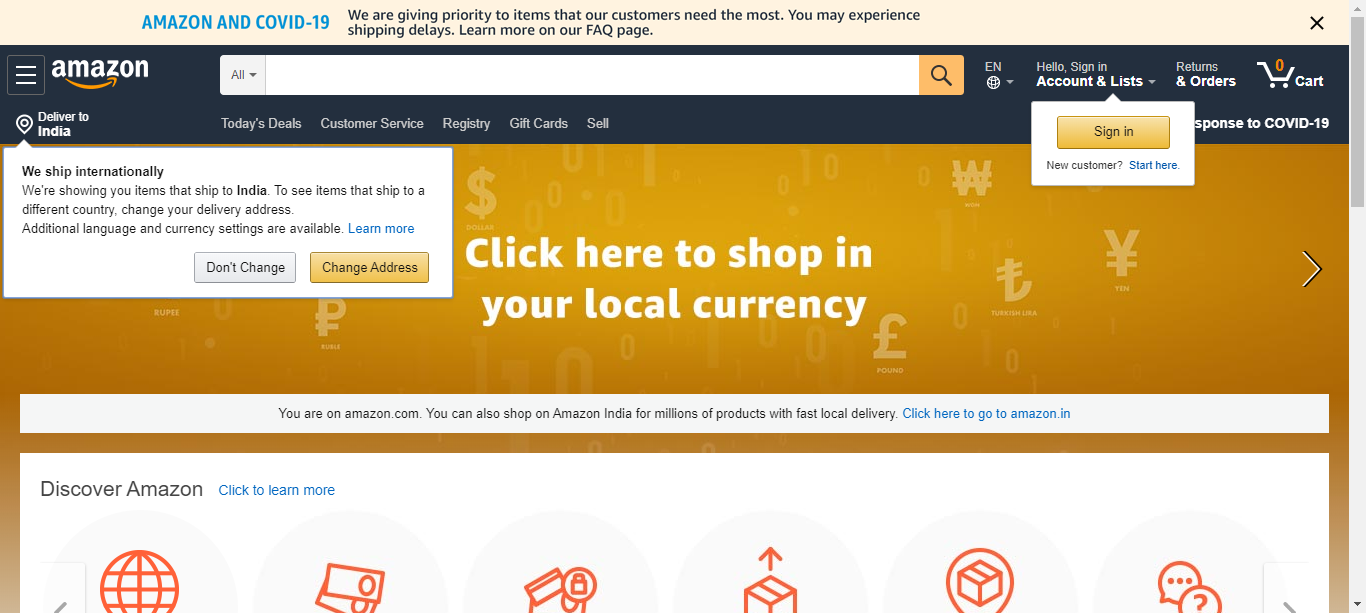 AMAZON AND COVID-19
We are giving priority to items that our customers need the most. You may experience
shipping delays. Learn more on our FAQ page.
amazon
All
EN
Hello, Sign in
Account & Lists
Returns
& Orders
0
Cart
Deliver to
India
Today's Deals
Customer Service
Registry
Gift Cards
Sell
sponse to COVID-19
Sign in
New customer? Start here.
We ship internationally
We're showing you items that ship to India. To see items that ship to a
different country, change your delivery address.
Additional language and currency settings are available. Learn more
Don't Change
Change Address
$
DOLLAR
₩
WON
¥
YEN
₺
TURKISH LIRA
Click here to shop in
your local currency
RUPEE
₽
RUBLE
£
POUND
You are on amazon.com. You can also shop on Amazon India for millions of products with fast local delivery. Click here to go to amazon.in
Discover Amazon
Click to learn more